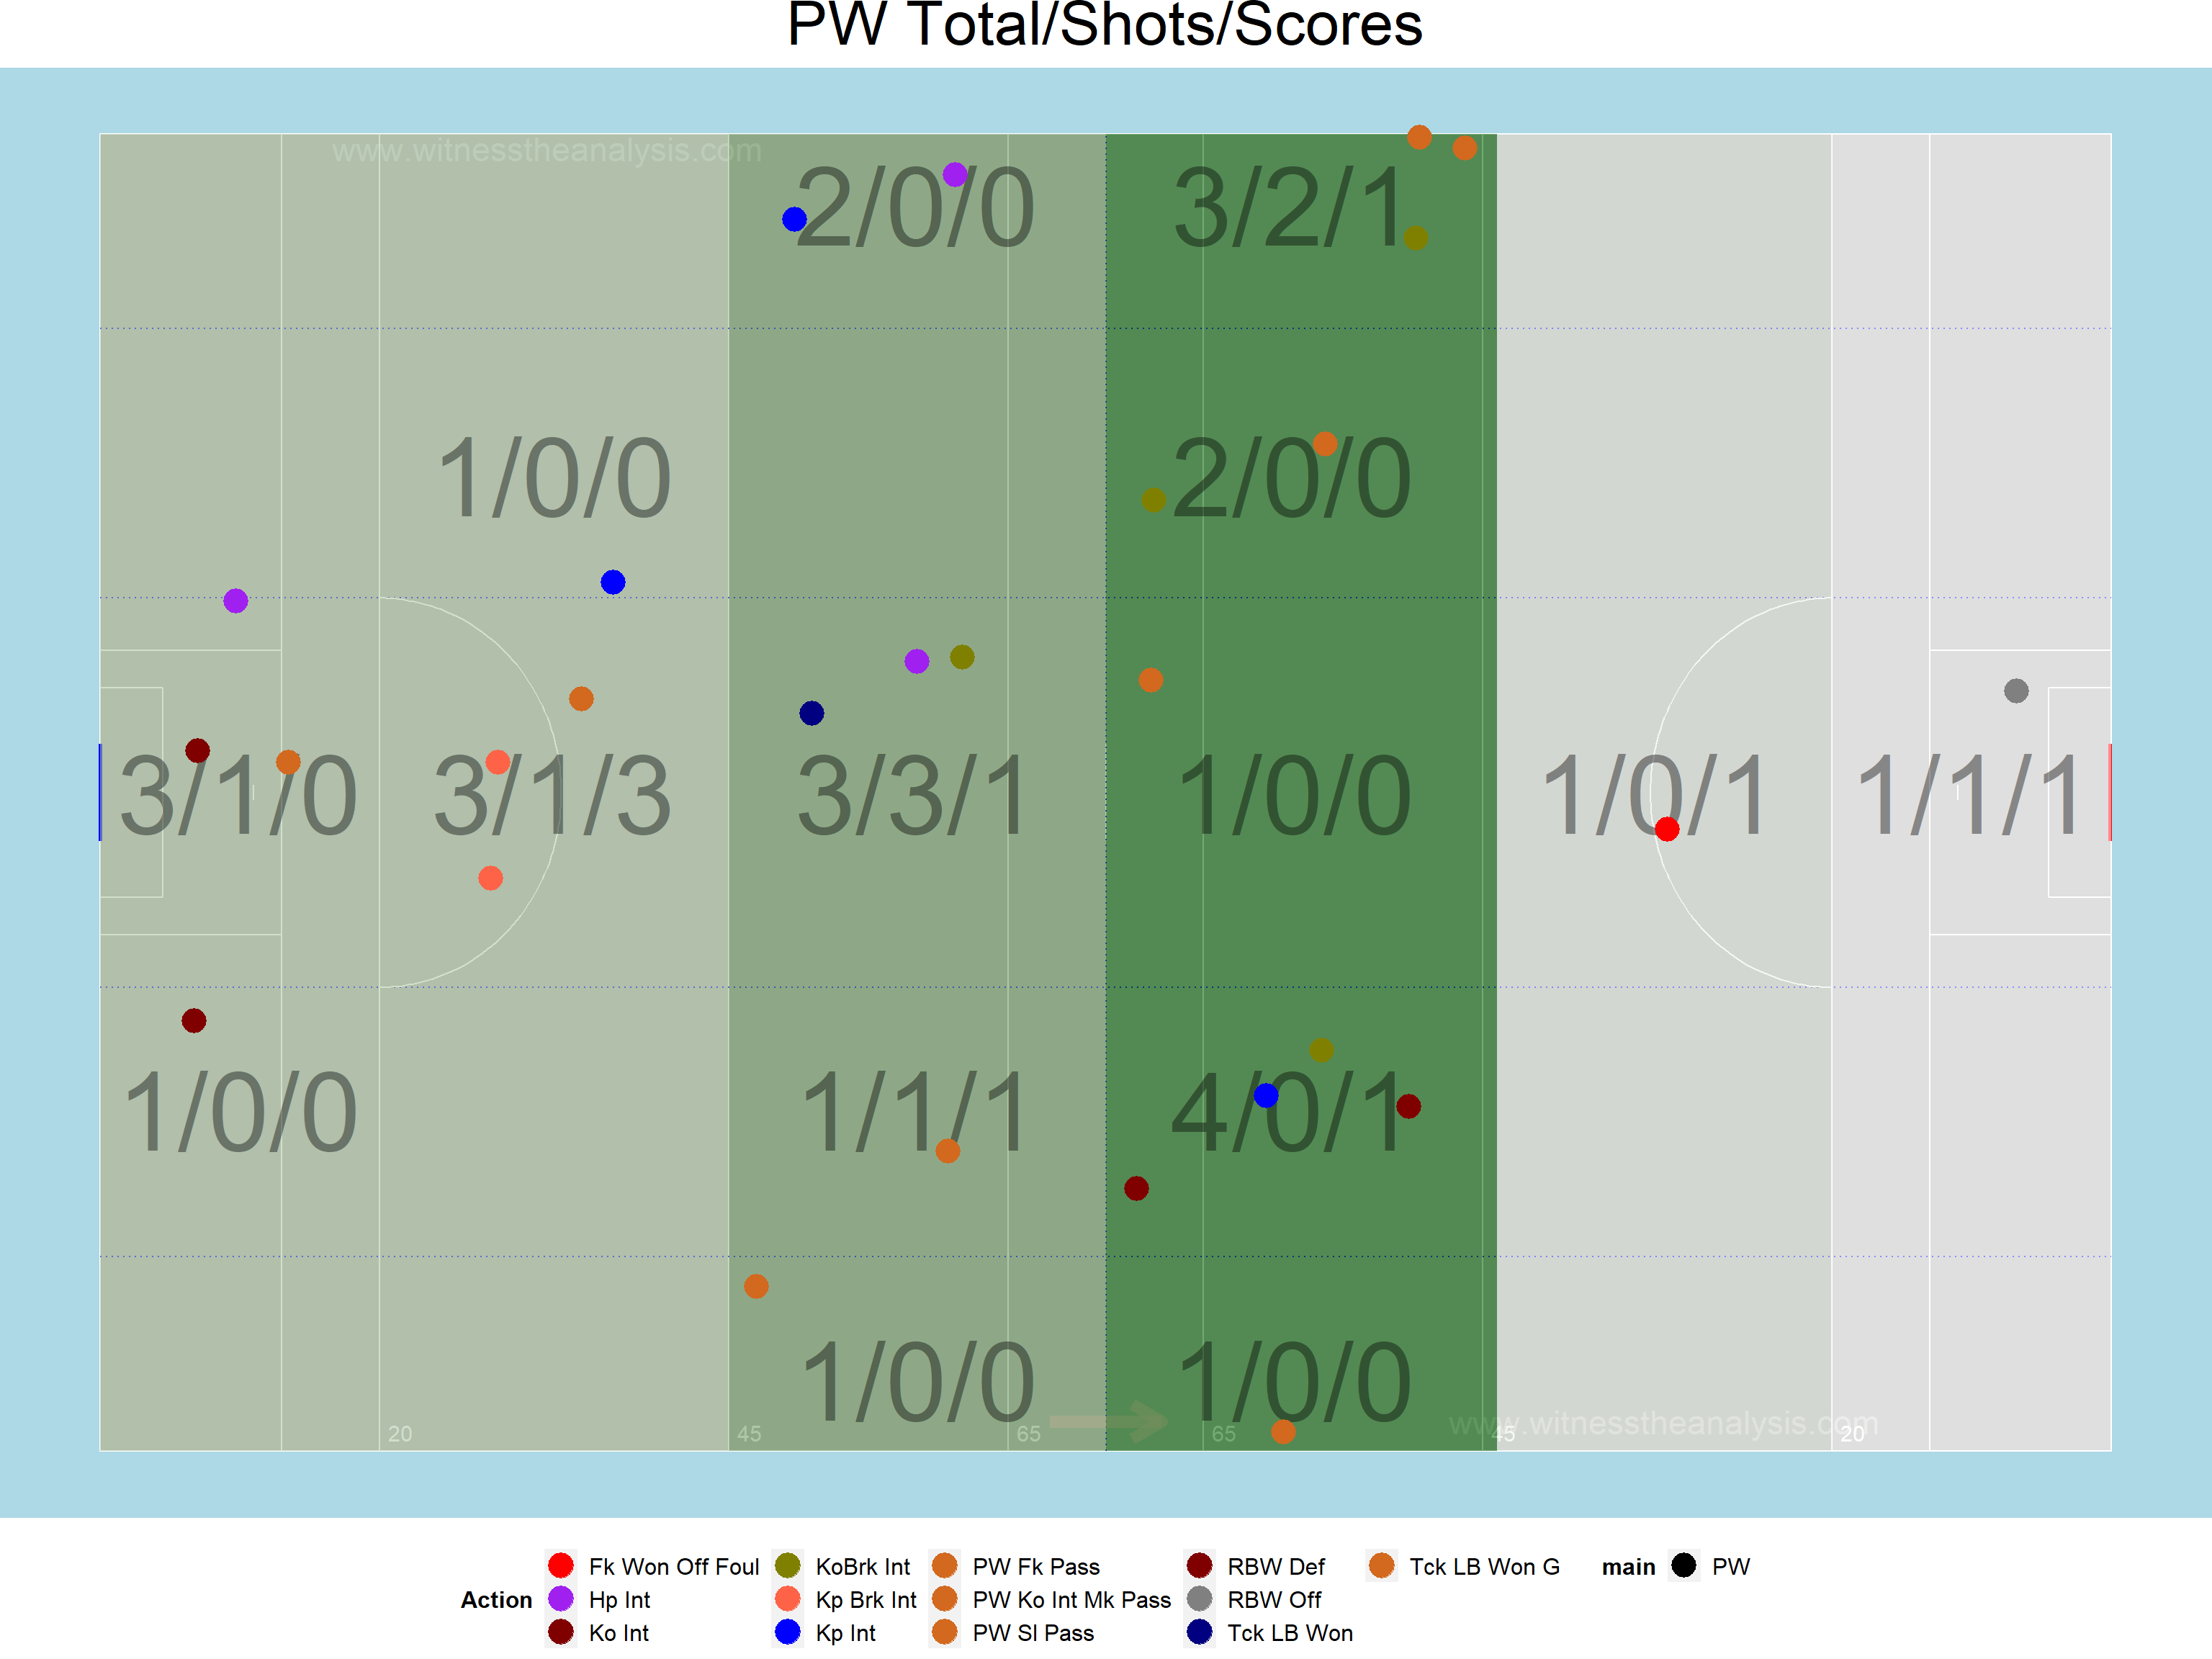 PW Total/Shots/Scores
www.witnesstheanalysis.com
2/0/0 3/2/1
1/0/0 2/0/0
3/1/0 3/1/3 3/3/1 1/0/0 1/0/1 1/1/1
1/0/0 1/1/1 4/0/1
1/0/0 1/0/0
www.witnesstheanalysis.com
20 45 65 65 45 20
Fk Won Off Foul KoBrk Int PW Fk Pass RBW Def Tck LB Won G main PW
Action Hp Int Kp Brk Int PW Ko Int Mk Pass RBW Off
Ko Int Kp Int PW Sl Pass Tck LB Won